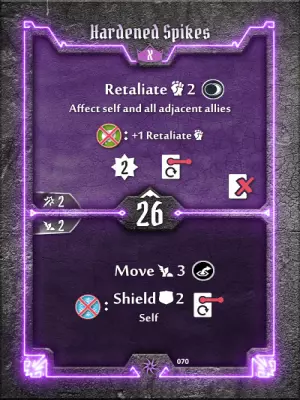 Hardened Spikes
X
Retaliate 2
Affect self and all adjacent allies
: +1 Retaliate
2
2
26
2
Move 3
: Shield 2
Self
070